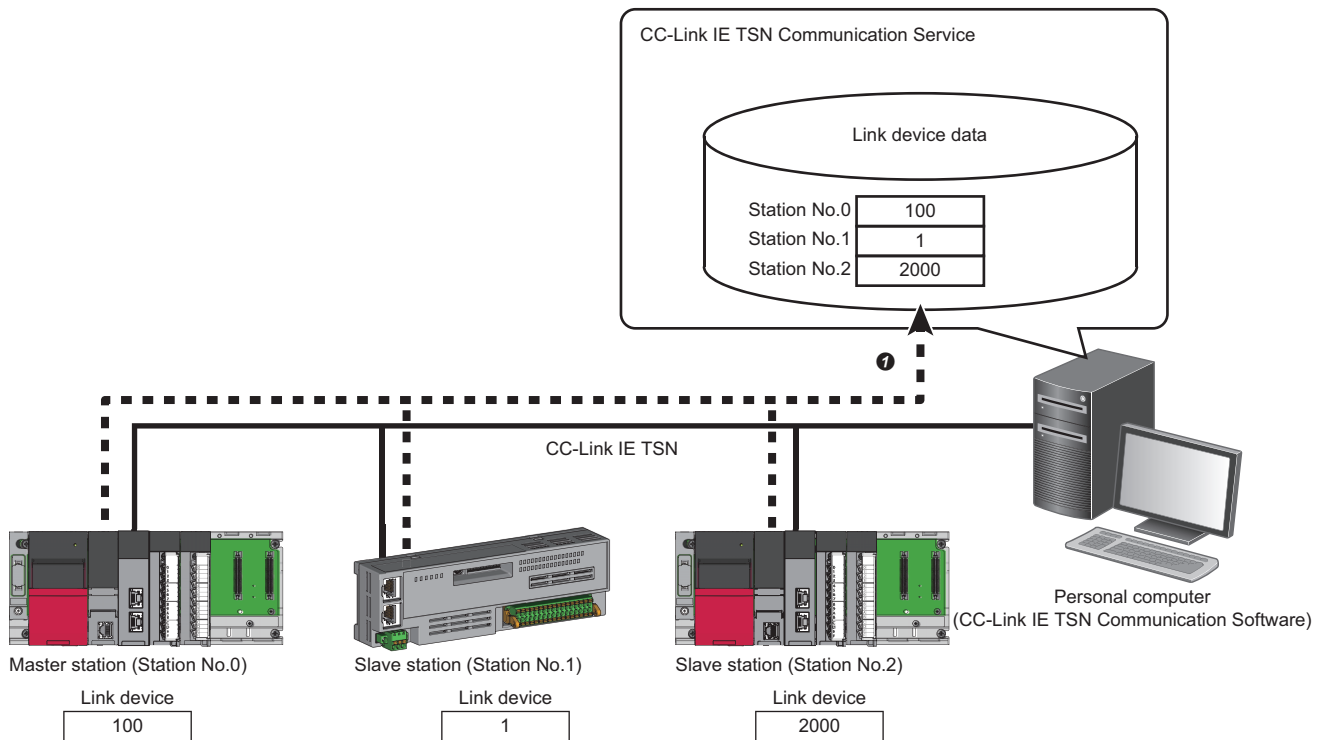 CC-Link IE TSN Communication Service
Link device data
Station No.0 100
Station No.1 1
Station No.2 2000
❶
CC-Link IE TSN
Personal computer
(CC-Link IE TSN Communication Software)
Master station (Station No.0)
Slave station (Station No.1)
Slave station (Station No.2)
Link device
Link device
Link device
100
1
2000